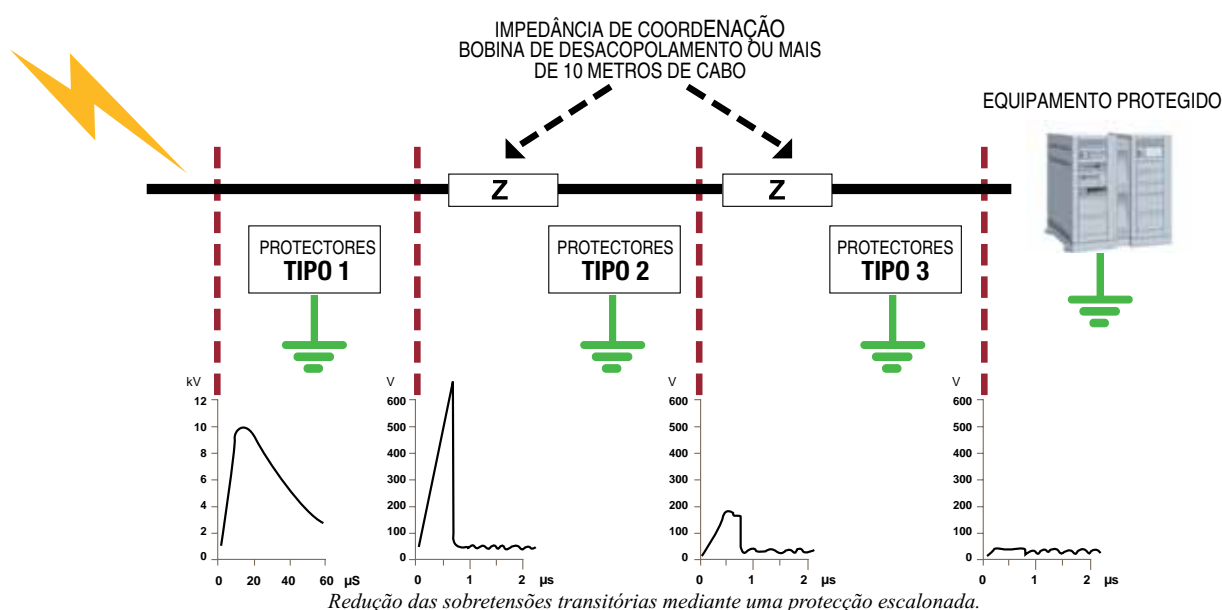 IMPEDÂNCIA DE COORDENAÇÃO
BOBINA DE DESACOPOLAMENTO OU MAIS
DE 10 METROS DE CABO
EQUIPAMENTO PROTEGIDO
Z
Z
PROTECTORES
TIPO 1
PROTECTORES
TIPO 2
PROTECTORES
TIPO 3
kV
12
10
8
6
4
2
0
0 20 40 60 µS
V
600
500
400
300
200
100
0
0 1 2 µs
V
600
500
400
300
200
100
0
0 1 2 µs
V
600
500
400
300
200
100
0
0 1 2 µs
Redução das sobretensões transitórias mediante uma protecção escalonada.